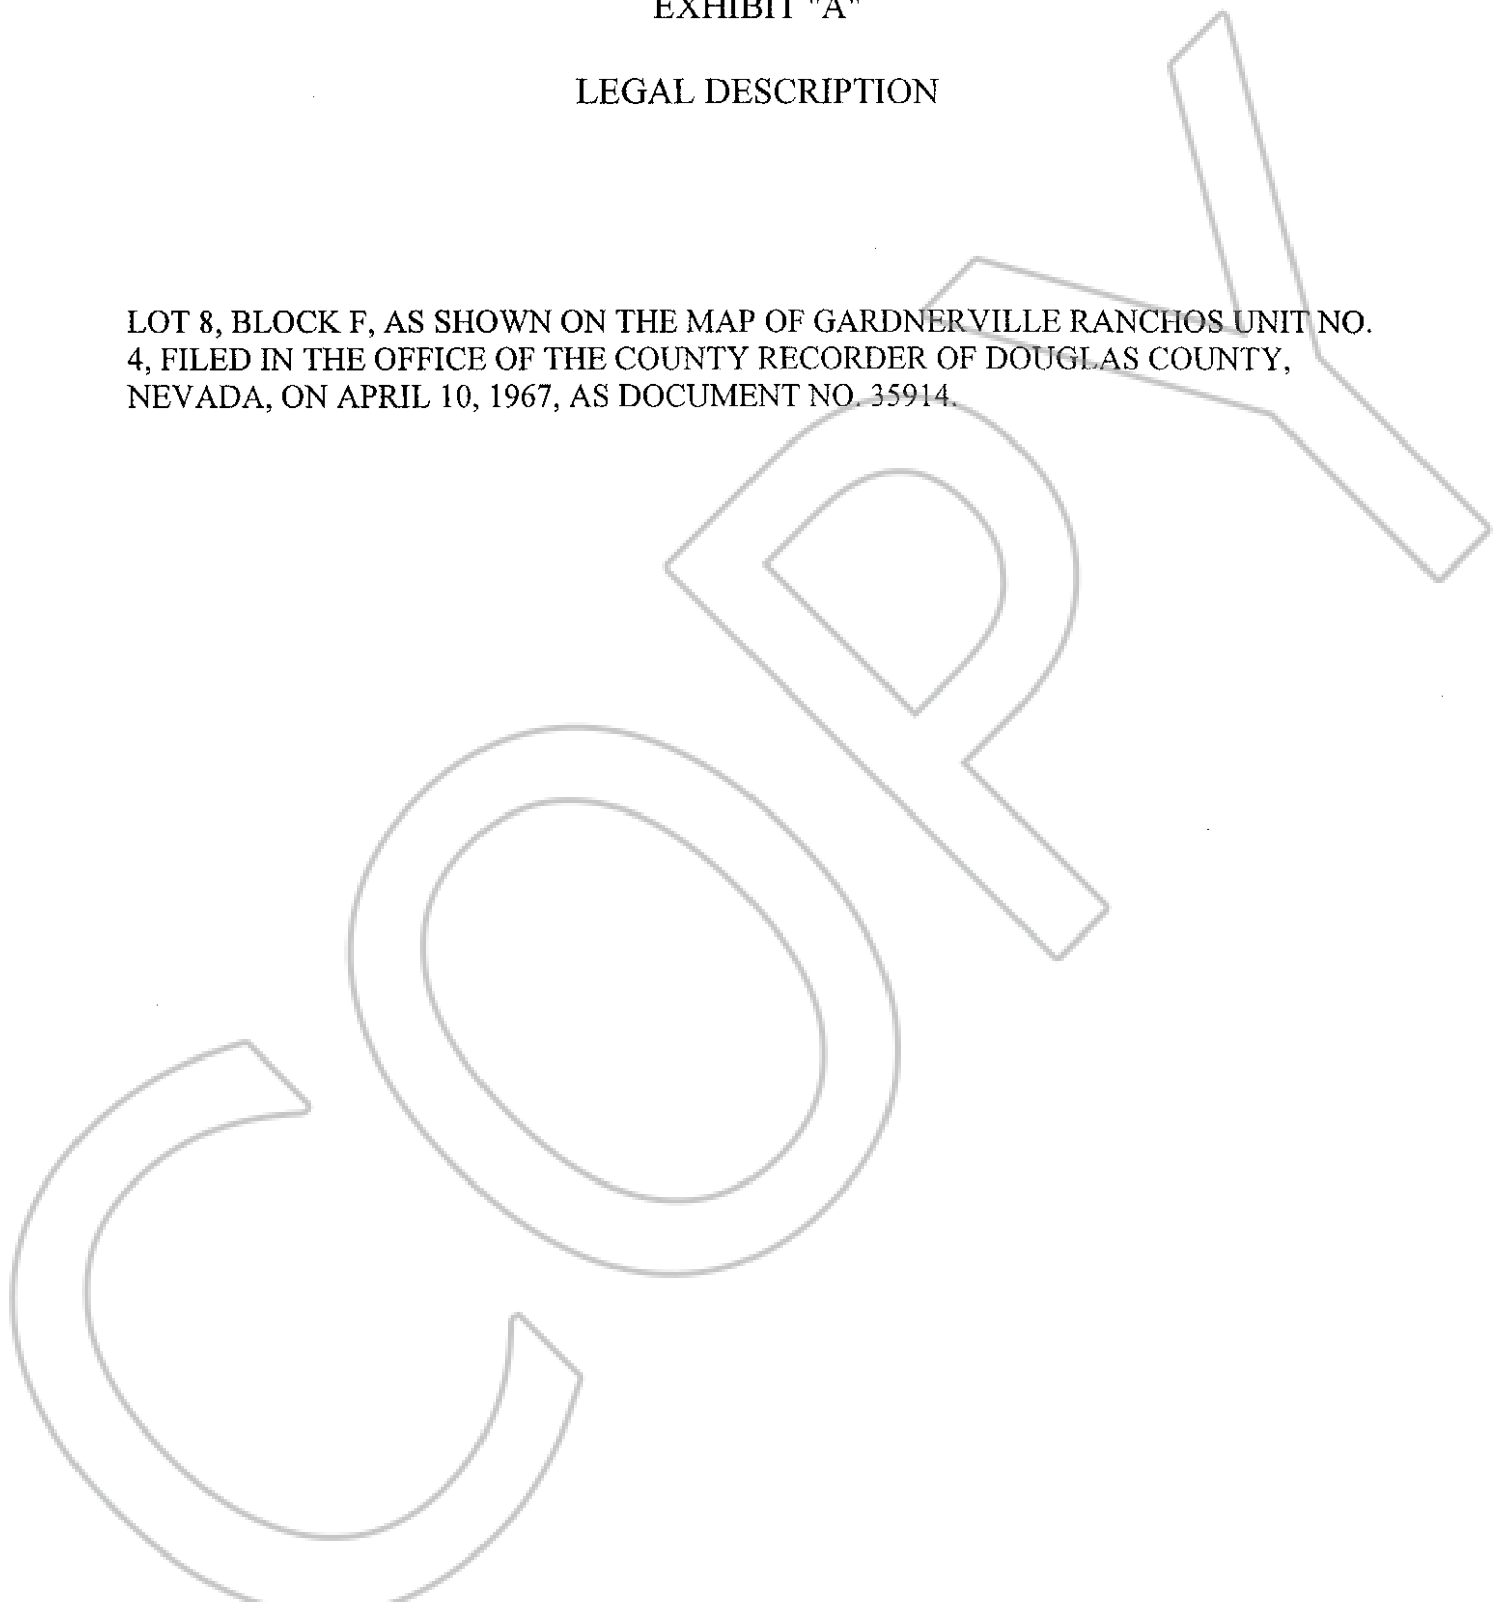 EXHIBIT "A"
LEGAL DESCRIPTION
LOT 8, BLOCK F, AS SHOWN ON THE MAP OF GARDNERVILLE RANCHOS UNIT NO.
4, FILED IN THE OFFICE OF THE COUNTY RECORDER OF DOUGLAS COUNTY,
NEVADA, ON APRIL 10, 1967, AS DOCUMENT NO. 35914.
COPY